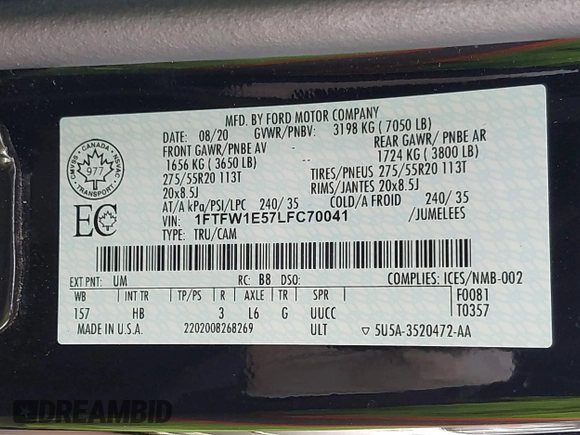 MFD. BY FORD MOTOR COMPANY
DATE: 08/20 GVWR/PNBV: 3198 KG ( 7050 LB)
FRONT GAWR/PNBE AV REAR GAWR/ PNBE AR
1656 KG ( 3650 LB) 1724 KG ( 3800 LB)
275/55R20 113T TIRES/PNEUS 275/55R20 113T
20x8.5J RIMS/JANTES 20x8.5J
AT/A kPa/PSI/LPC 240/ 35 COLD/A FROID 240/ 35
VIN: 1FTFW1E57LFC70041 /JUMELEES
TYPE: TRU/CAM
CANADA
CMVSS NSVAC
977
EC
EXT PNT: UM RC: B8 DSO: COMPLIES: ICES/NMB-002
WB INT TR TP/PS R AXLE TR SPR F0081
157 HB 3 L6 G UUCC T0357
MADE IN U.S.A. 2202008268269 ULT ▽ 5U5A-3520472-AA
DREAMBID